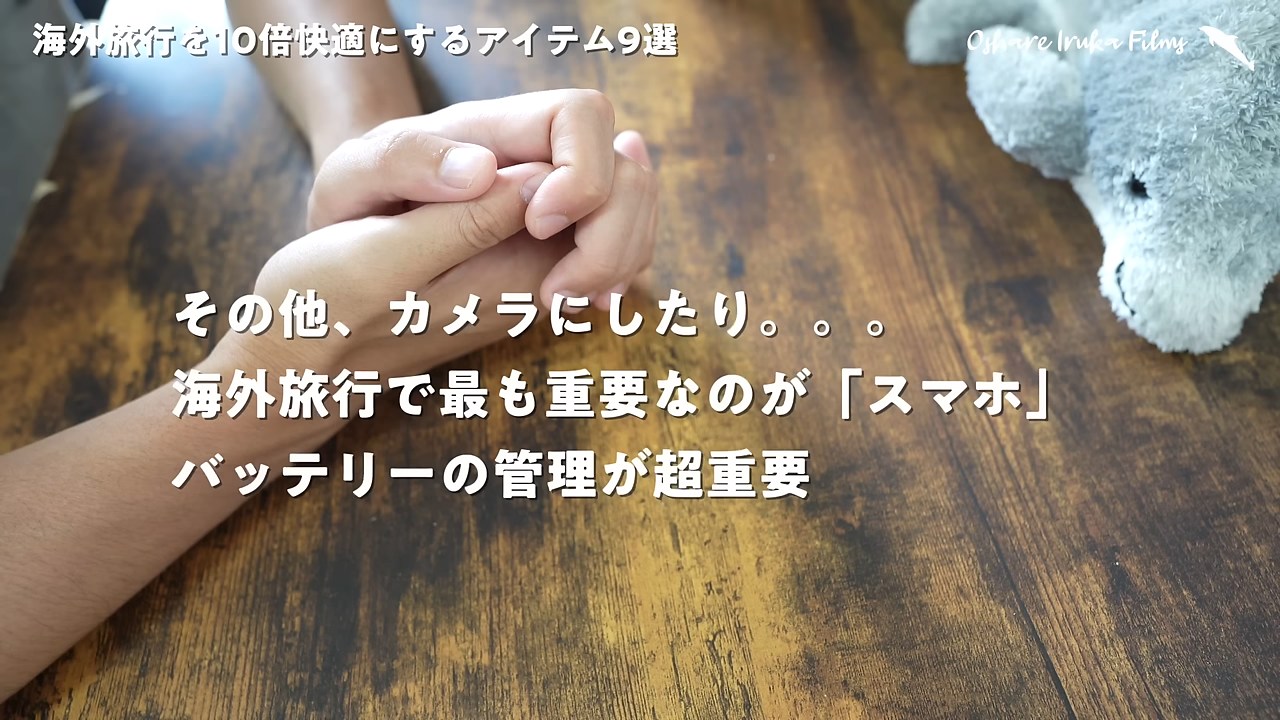 海外旅行を10倍快適にするアイテム9選
Oshare Iruka Films
その他、カメラにしたり。。。
海外旅行で最も重要なのが「スマホ」
バッテリーの管理が超重要